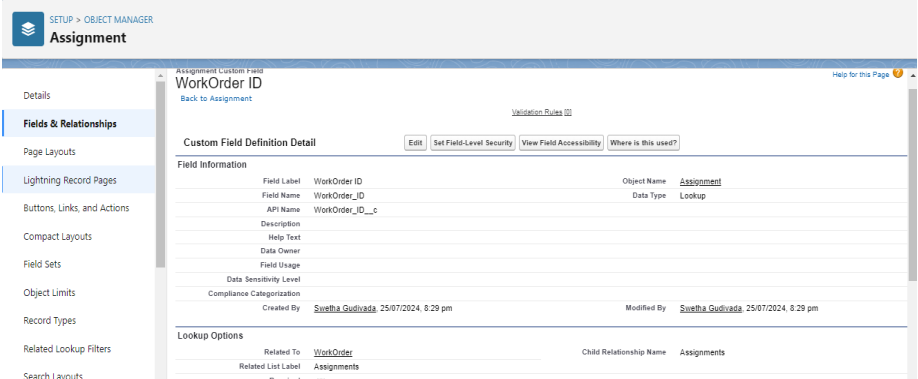 SETUP > OBJECT MANAGER
Assignment
Details
Fields & Relationships
Page Layouts
Lightning Record Pages
Buttons, Links, and Actions
Compact Layouts
Field Sets
Object Limits
Record Types
Related Lookup Filters
Search Layouts
Assignment Custom Field
WorkOrder ID
Help for this Page ?
Back to Assignment
Validation Rules [0]
Custom Field Definition Detail Edit Set Field-Level Security View Field Accessibility Where is this used?
Field Information
Field Label WorkOrder ID Object Name Assignment
Field Name WorkOrder_ID Data Type Lookup
API Name WorkOrder_ID__c
Description
Help Text
Data Owner
Field Usage
Data Sensitivity Level
Compliance Categorization
Created By Swetha Gudivada, 25/07/2024, 8:29 pm Modified By Swetha Gudivada, 25/07/2024, 8:29 pm
Lookup Options
Related To WorkOrder Child Relationship Name Assignments
Related List Label Assignments